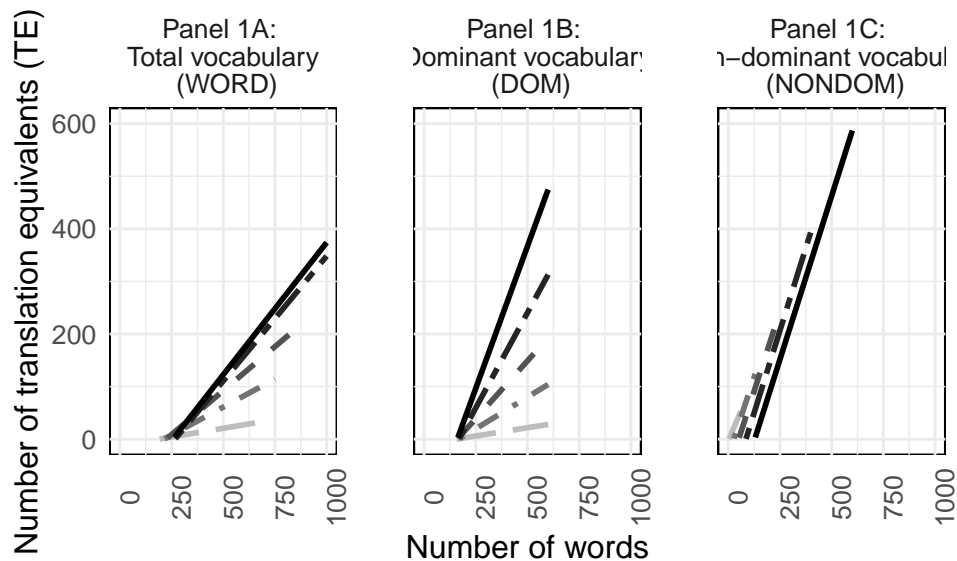 Number of translation equivalents (TE)
Panel 1A:
Total vocabulary
(WORD)
Panel 1B:
Dominant vocabulary
(DOM)
Panel 1C:
n−dominant vocabul
(NONDOM)
600
400
200
0
0
250
500
750
1000
0
250
500
750
1000
0
250
500
750
1000
Number of words